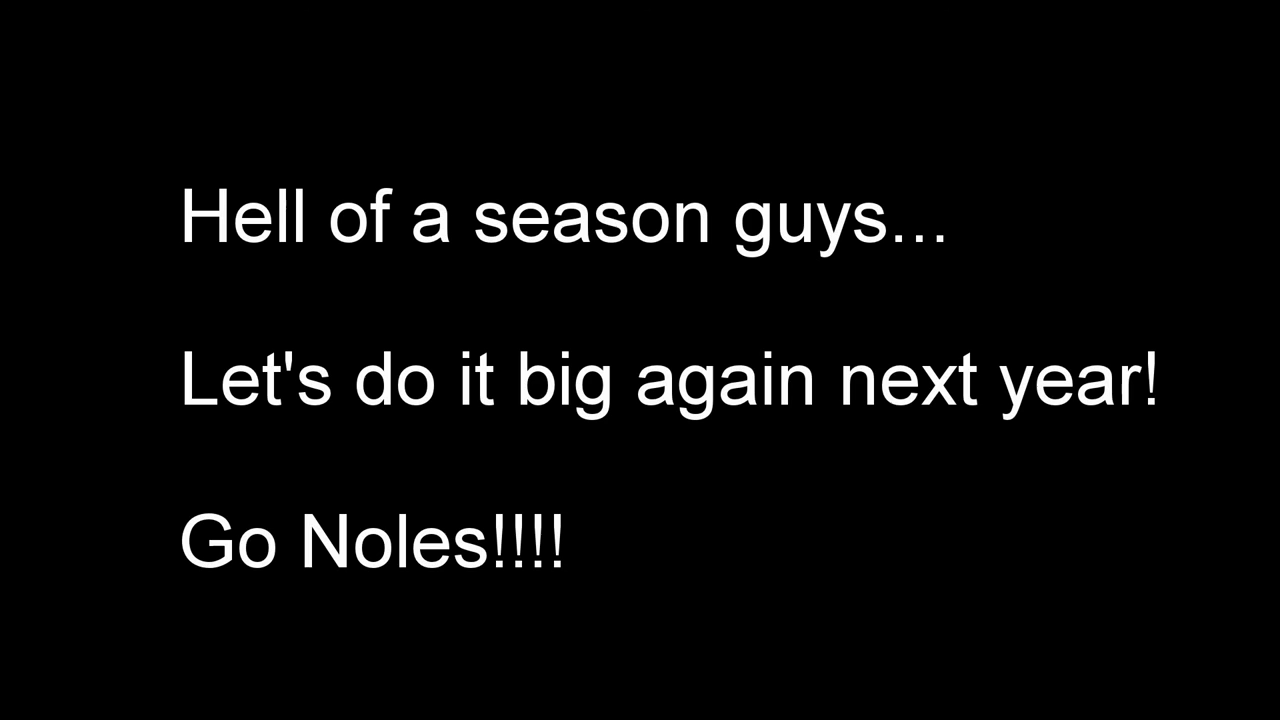 Hell of a season guys...
Let's do it big again next year!
Go Noles!!!!